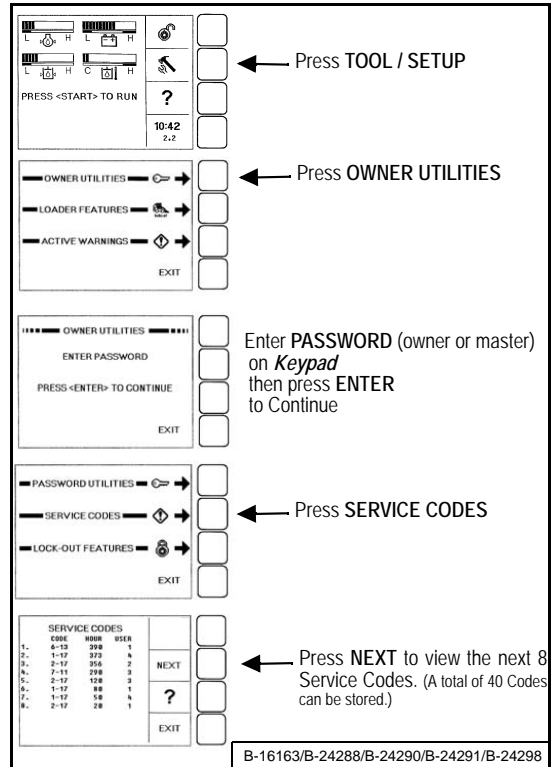 L H L H
L H C H
PRESS <START> TO RUN
?
10:42
2.2
Press TOOL / SETUP
OWNER UTILITIES
LOADER FEATURES
ACTIVE WARNINGS
EXIT
Press OWNER UTILITIES
OWNER UTILITIES
ENTER PASSWORD
PRESS <ENTER> TO CONTINUE
EXIT
Enter PASSWORD (owner or master)
on Keypad
then press ENTER
to Continue
PASSWORD UTILITIES
SERVICE CODES
LOCK-OUT FEATURES
EXIT
Press SERVICE CODES
SERVICE CODES
CODE HOUR USER
1. 6-13 390 1
2. 1-17 373 4
3. 2-17 356 2
4. 7-11 290 3
5. 2-17 120 3
6. 1-17 80 1
7. 1-17 50 4
8. 2-17 20 1
NEXT
?
EXIT
Press NEXT to view the next 8
Service Codes. (A total of 40 Codes
can be stored.)
B-16163/B-24288/B-24290/B-24291/B-24298